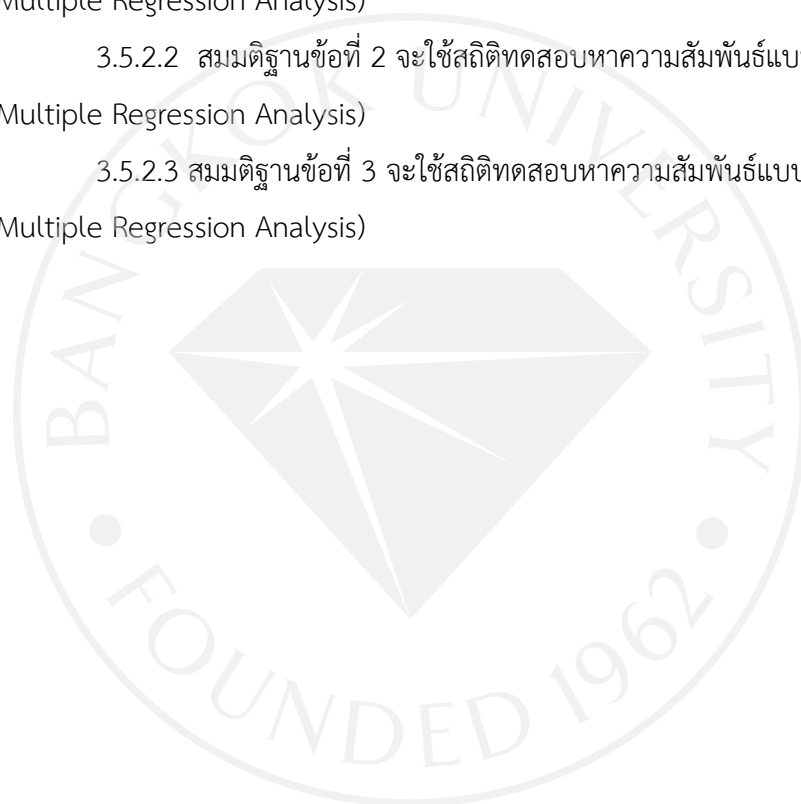 Multiple Regression Analysis)
3.5.2.2 สมมติฐานข้อที่ 2 จะใช้สถิติทดสอบหาความสัมพันธ์แบบ
Multiple Regression Analysis)
3.5.2.3 สมมติฐานข้อที่ 3 จะใช้สถิติทดสอบหาความสัมพันธ์แบบ
Multiple Regression Analysis)
BANGKOK UNIVERSITY
FOUNDED 1962